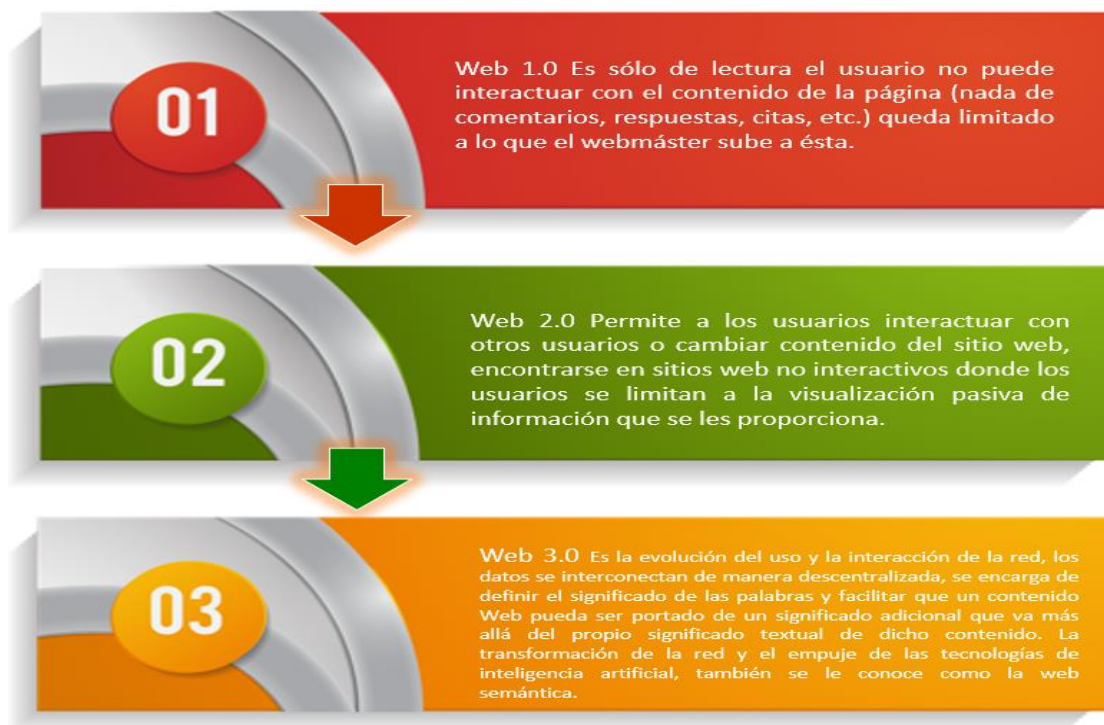 01
Web 1.0 Es sólo de lectura el usuario no puede
interactuar con el contenido de la página (nada de
comentarios, respuestas, citas, etc.) queda limitado
a lo que el webmáster sube a ésta.
02
Web 2.0 Permite a los usuarios interactuar con
otros usuarios o cambiar contenido del sitio web,
encontrarse en sitios web no interactivos donde los
usuarios se limitan a la visualización pasiva de
información que se les proporciona.
03
Web 3.0 Es la evolución del uso y la interacción de la red, los
datos se interconectan de manera descentralizada, se encarga de
definir el significado de las palabras y facilitar que un contenido
Web pueda ser portado de un significado adicional que va más
allá del propio significado textual de dicho contenido. La
transformación de la red y el empuje de las tecnologías de
inteligencia artificial, también se le conoce como la web
semántica.